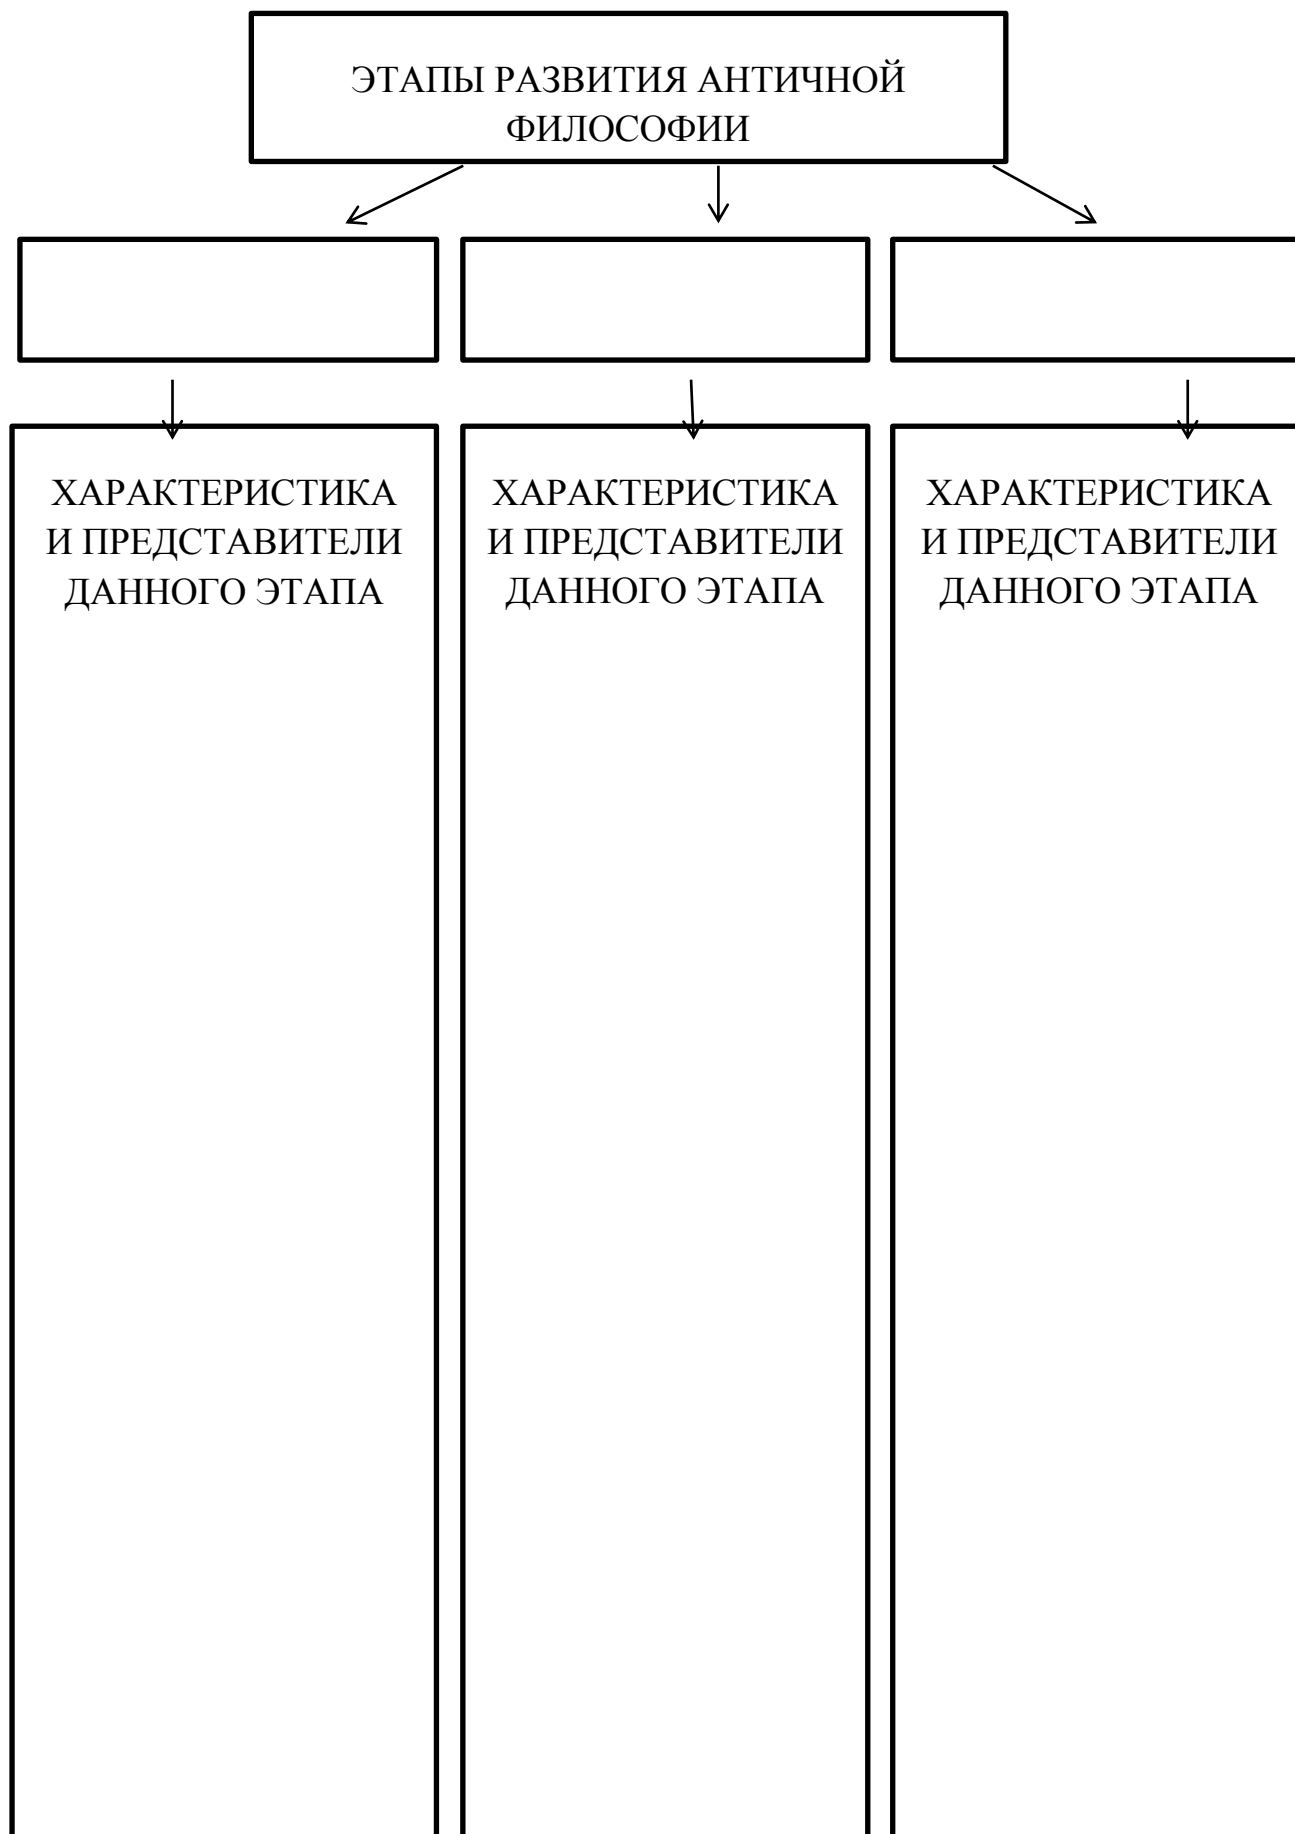 ЭТАПЫ РАЗВИТИЯ АНТИЧНОЙ
ФИЛОСОФИИ
ХАРАКТЕРИСТИКА
И ПРЕДСТАВИТЕЛИ
ДАННОГО ЭТАПА
ХАРАКТЕРИСТИКА
И ПРЕДСТАВИТЕЛИ
ДАННОГО ЭТАПА
ХАРАКТЕРИСТИКА
И ПРЕДСТАВИТЕЛИ
ДАННОГО ЭТАПА